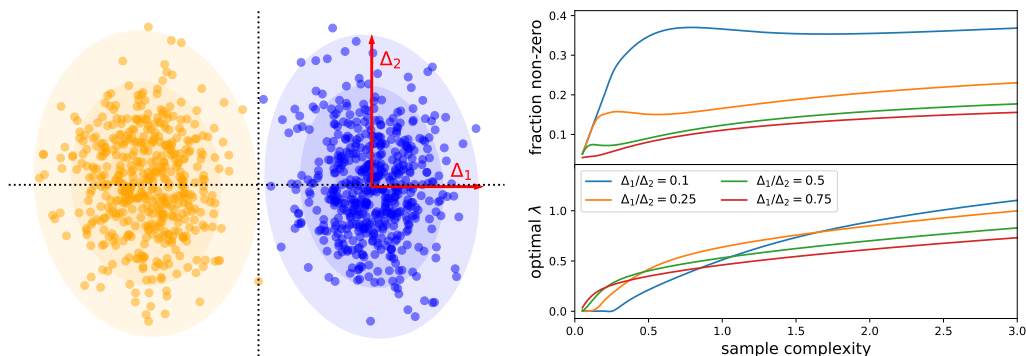 Δ₂
Δ₁
fraction non-zero
0.4
0.3
0.2
0.1
optimal λ
1.0
0.5
0.0
Δ₁/Δ₂ = 0.1
Δ₁/Δ₂ = 0.5
Δ₁/Δ₂ = 0.25
Δ₁/Δ₂ = 0.75
0.0 0.5 1.0 1.5 2.0 2.5 3.0
sample complexity